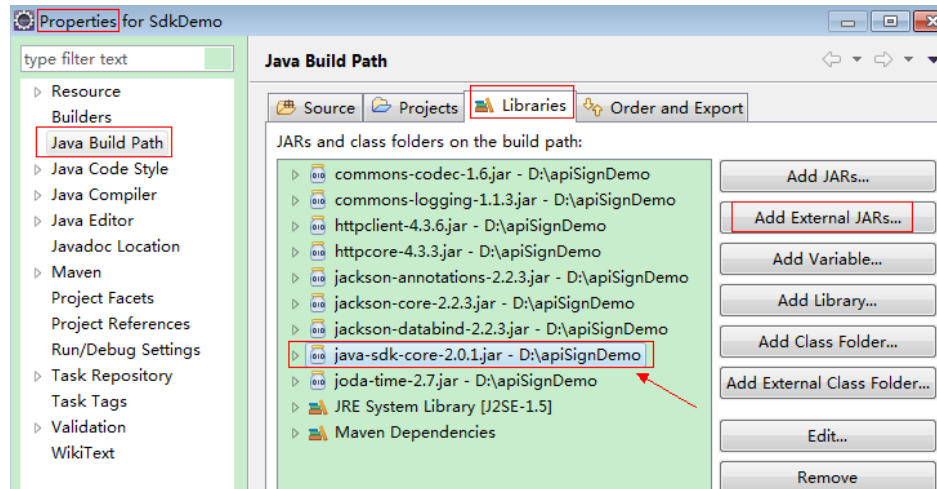 Properties for SdkDemo
type filter text
Resource
Builders
Java Build Path
Java Code Style
Java Compiler
Java Editor
Javadoc Location
Maven
Project Facets
Project References
Run/Debug Settings
Task Repository
Task Tags
Validation
WikiText
Java Build Path
Source Projects Libraries Order and Export
JARs and class folders on the build path:
commons-codec-1.6.jar - D:\apiSignDemo
commons-logging-1.1.3.jar - D:\apiSignDemo
httpclient-4.3.6.jar - D:\apiSignDemo
httpcore-4.3.3.jar - D:\apiSignDemo
jackson-annotations-2.2.3.jar - D:\apiSignDemo
jackson-core-2.2.3.jar - D:\apiSignDemo
jackson-databind-2.2.3.jar - D:\apiSignDemo
java-sdk-core-2.0.1.jar - D:\apiSignDemo
joda-time-2.7.jar - D:\apiSignDemo
JRE System Library [J2SE-1.5]
Maven Dependencies
Add JARs...
Add External JARs...
Add Variable...
Add Library...
Add Class Folder...
Add External Class Folder...
Edit...
Remove